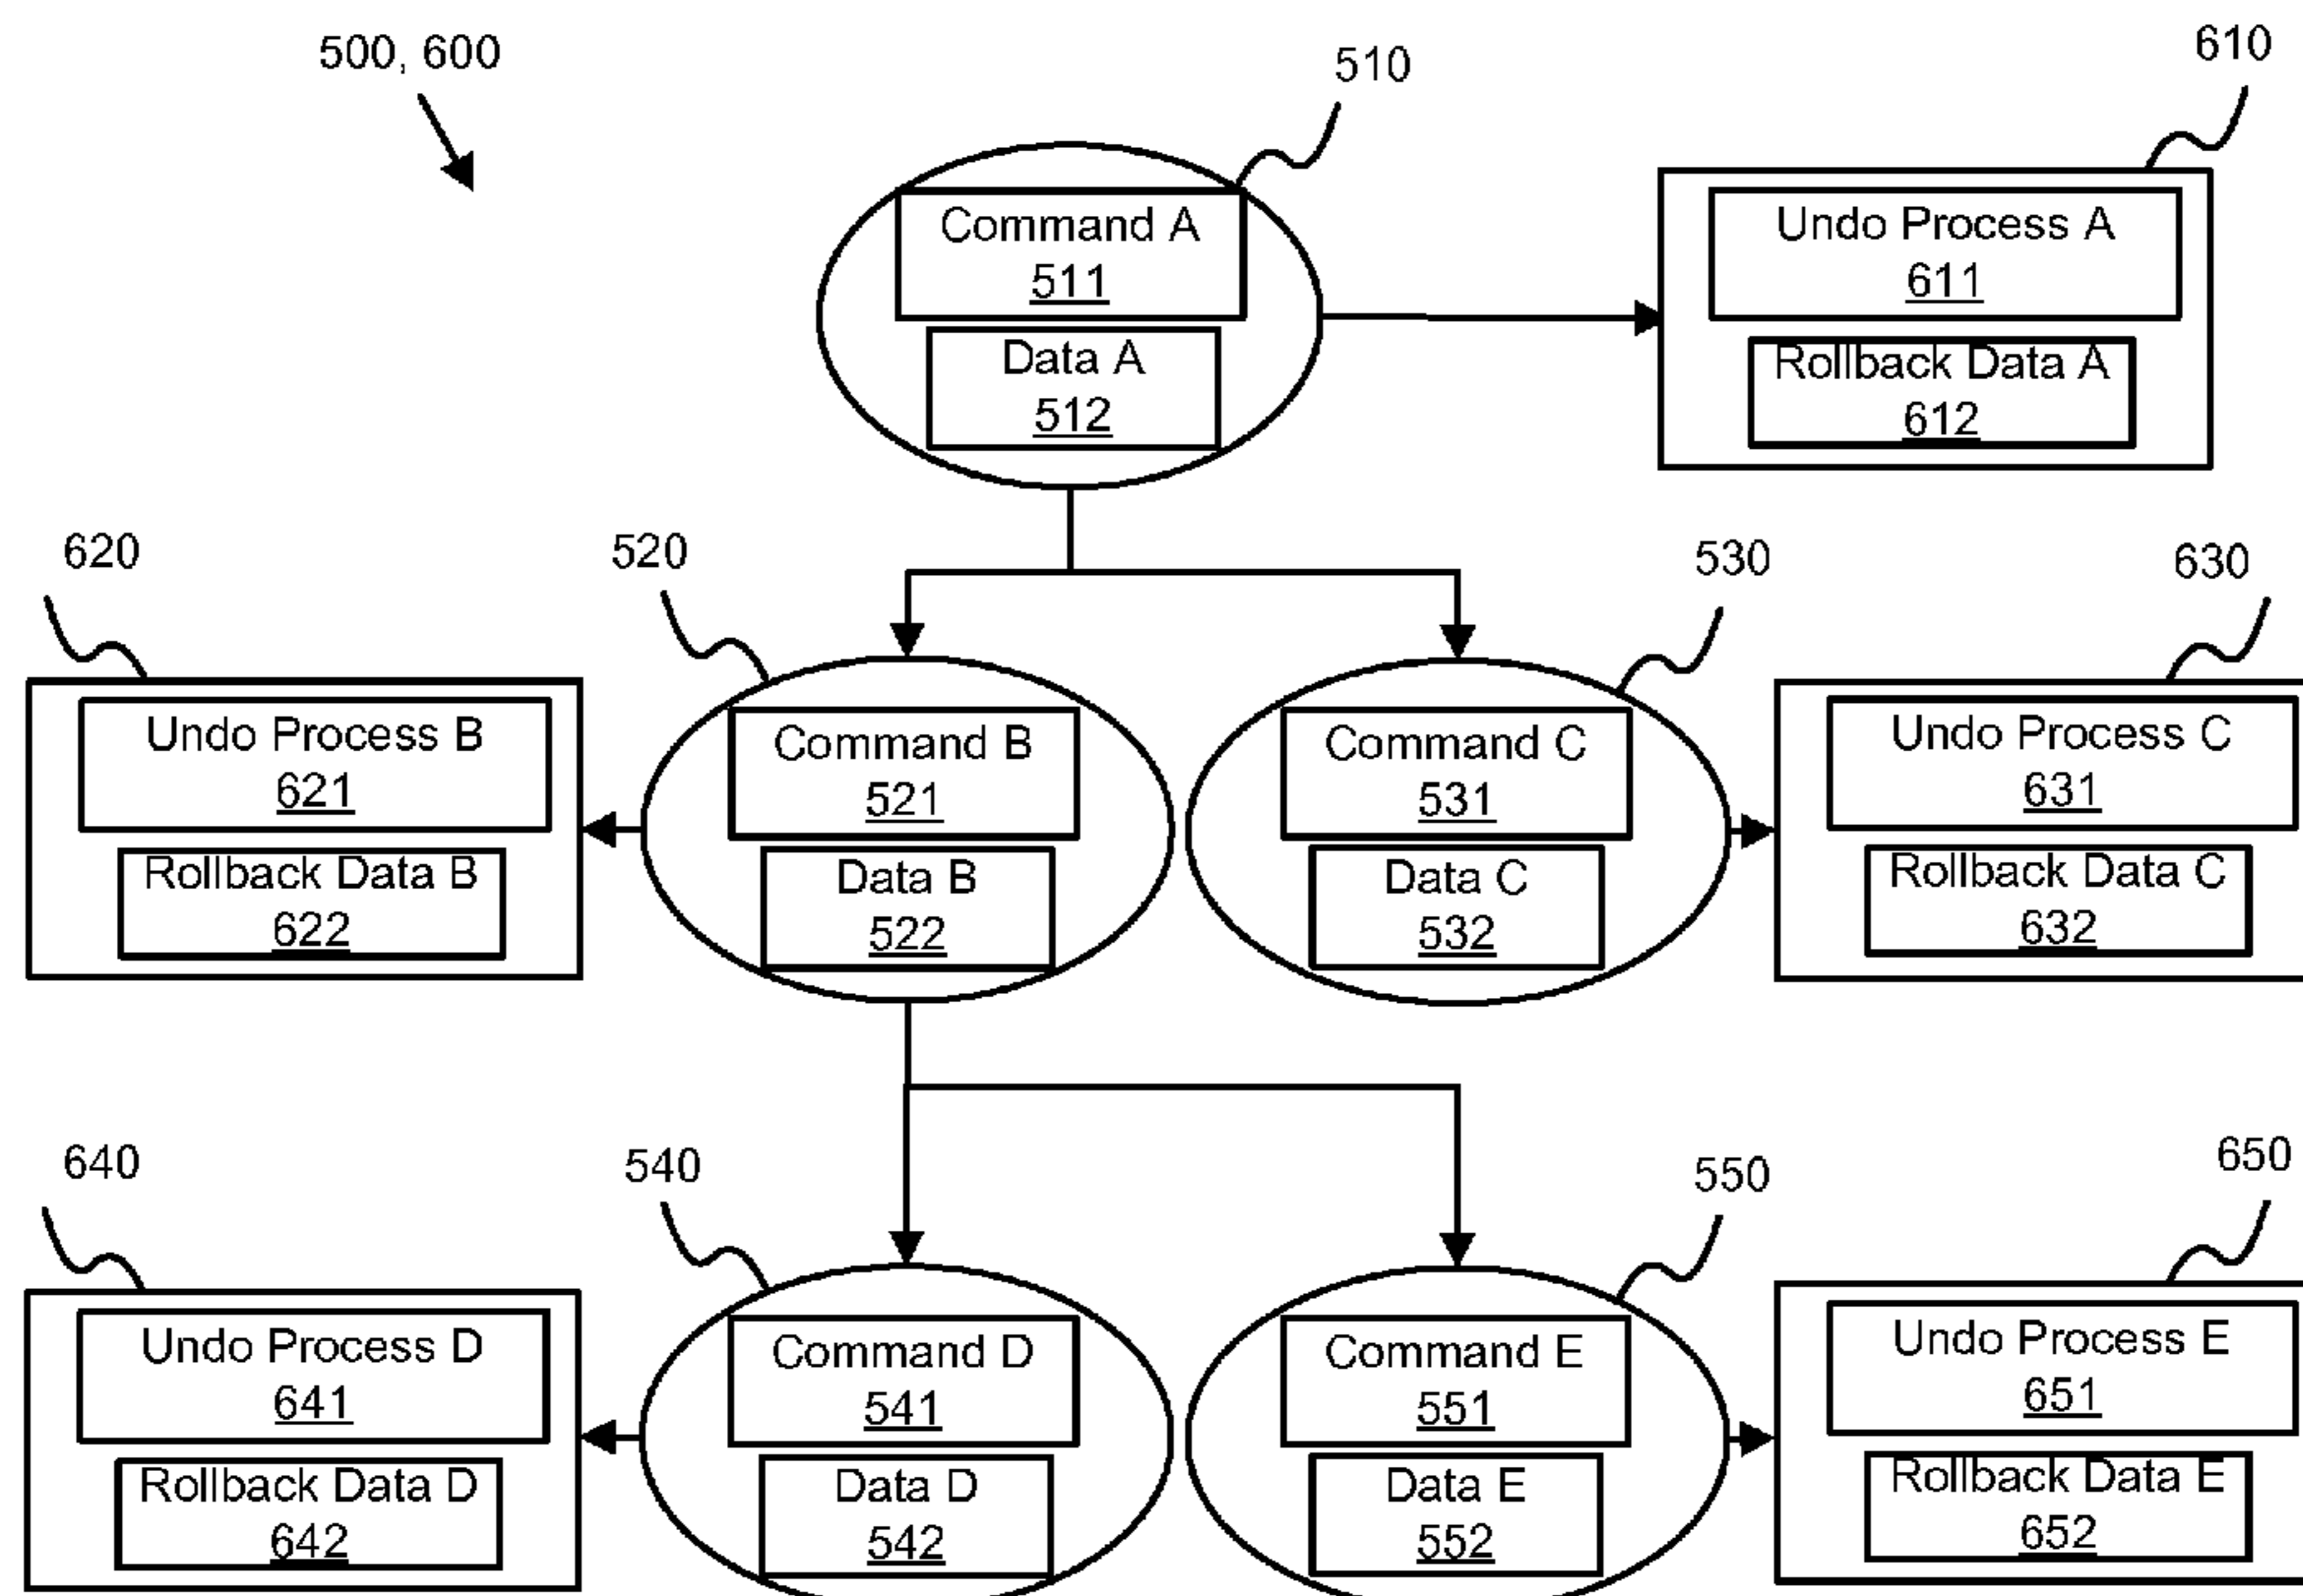 500, 600
510
610
Command A
511
Data A
512
Undo Process A
611
Rollback Data A
612
620
520
530
630
Undo Process B
621
Rollback Data B
622
Command B
521
Data B
522
Command C
531
Data C
532
Undo Process C
631
Rollback Data C
632
640
540
550
650
Undo Process D
641
Rollback Data D
642
Command D
541
Data D
542
Command E
551
Data E
552
Undo Process E
651
Rollback Data E
652